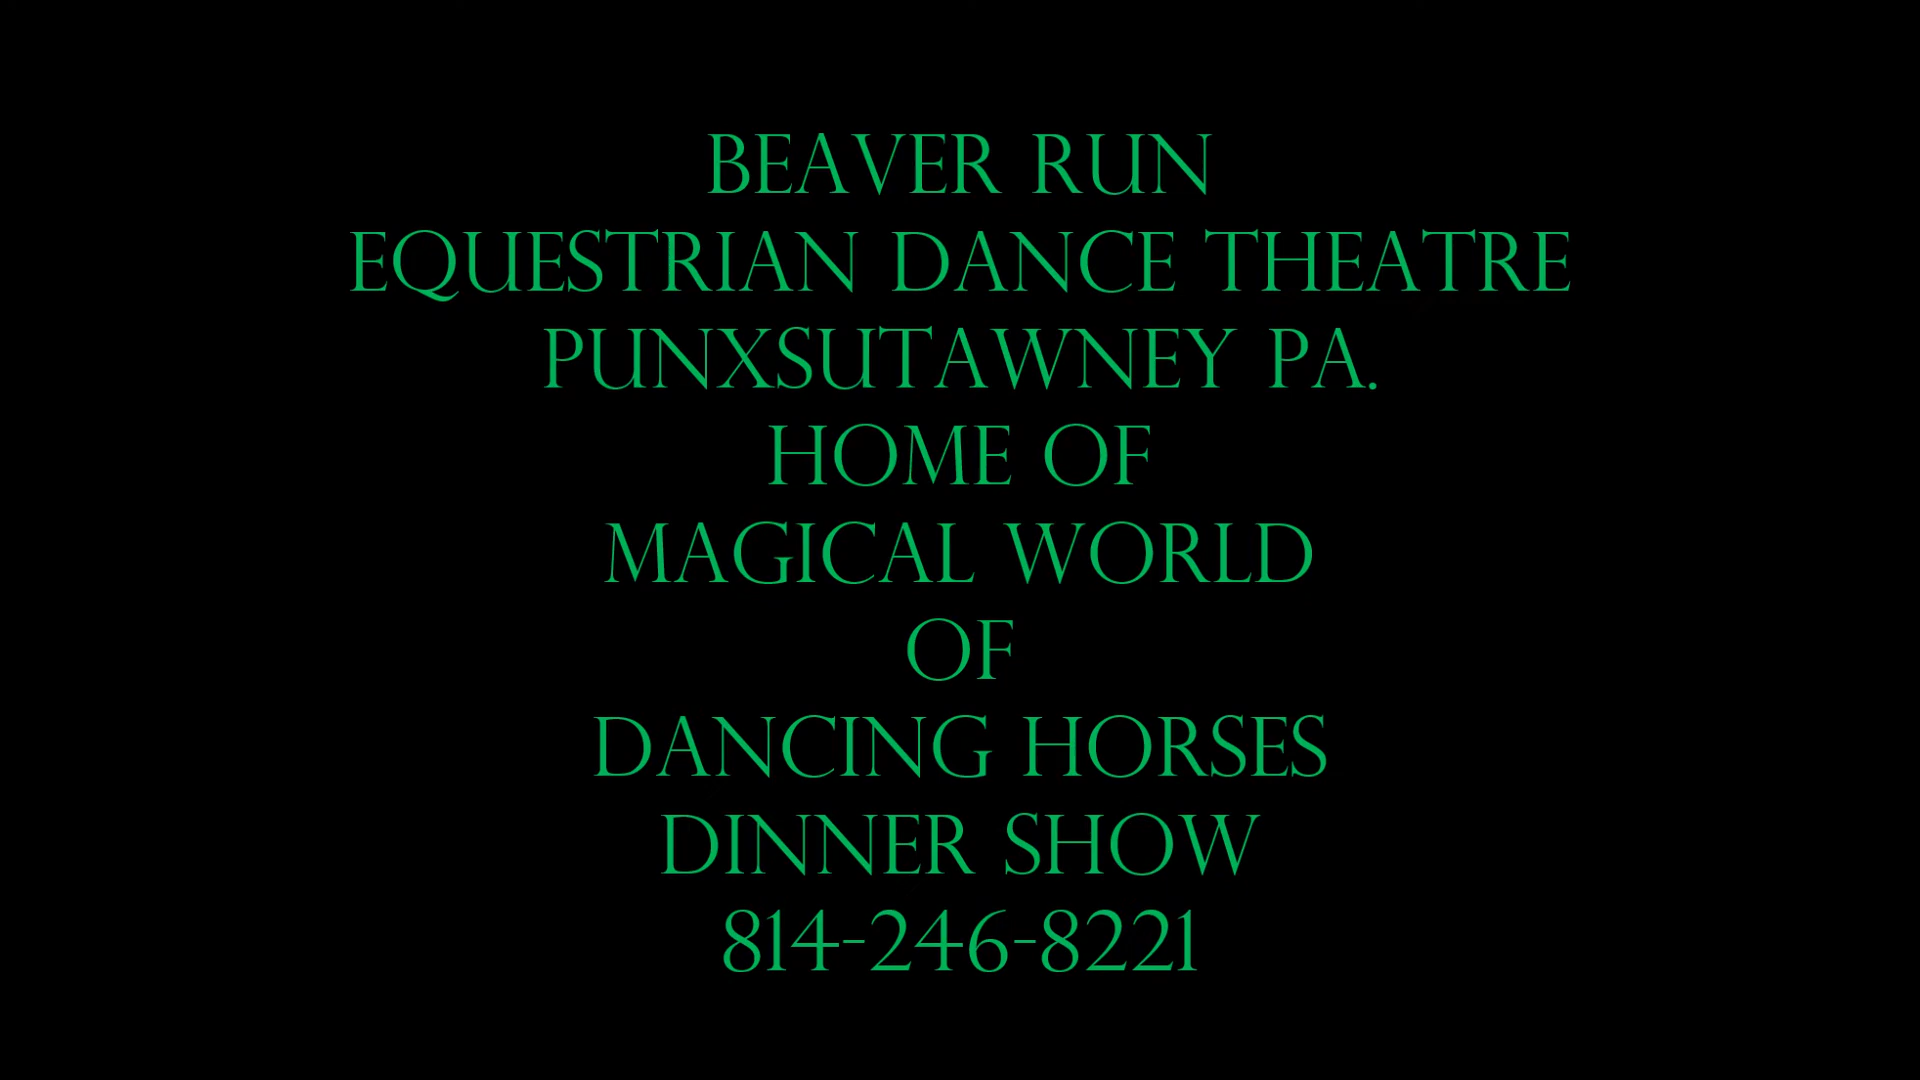 BEAVER RUN
EQUESTRIAN DANCE THEATRE
PUNXSUTAWNEY PA.
HOME OF
MAGICAL WORLD
OF
DANCING HORSES
DINNER SHOW
814-246-8221